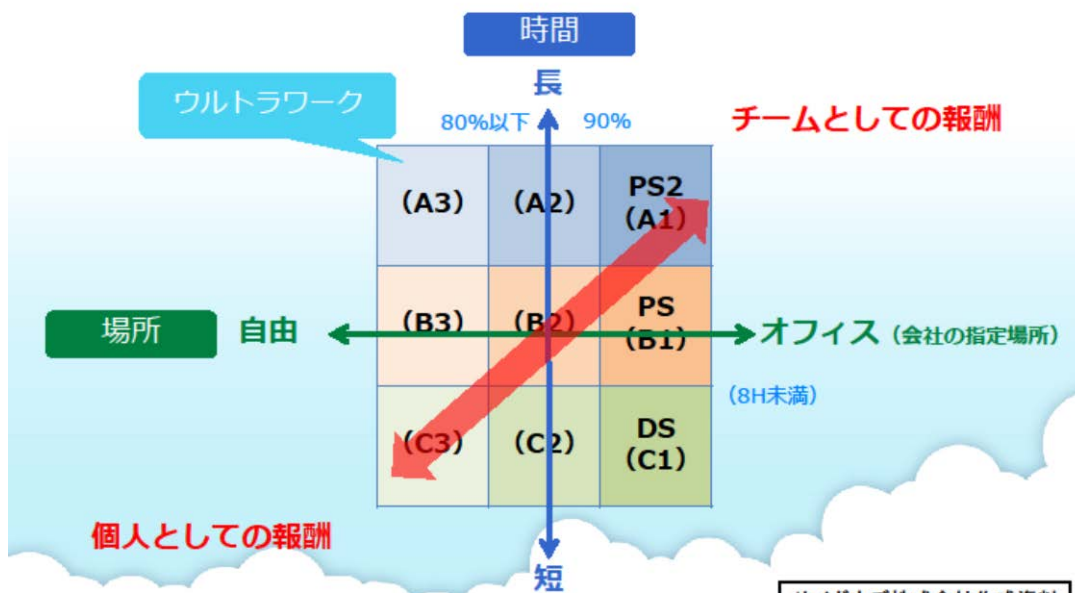 時間
長
ウルトラワーク
80%以下
90%
チームとしての報酬
(A3)
(A2)
PS2
(A1)
場所
自由
(B3)
(B2)
PS
(B1)
オフィス(会社の指定場所)
(8H未満)
(C3)
(C2)
DS
(C1)
個人としての報酬
短